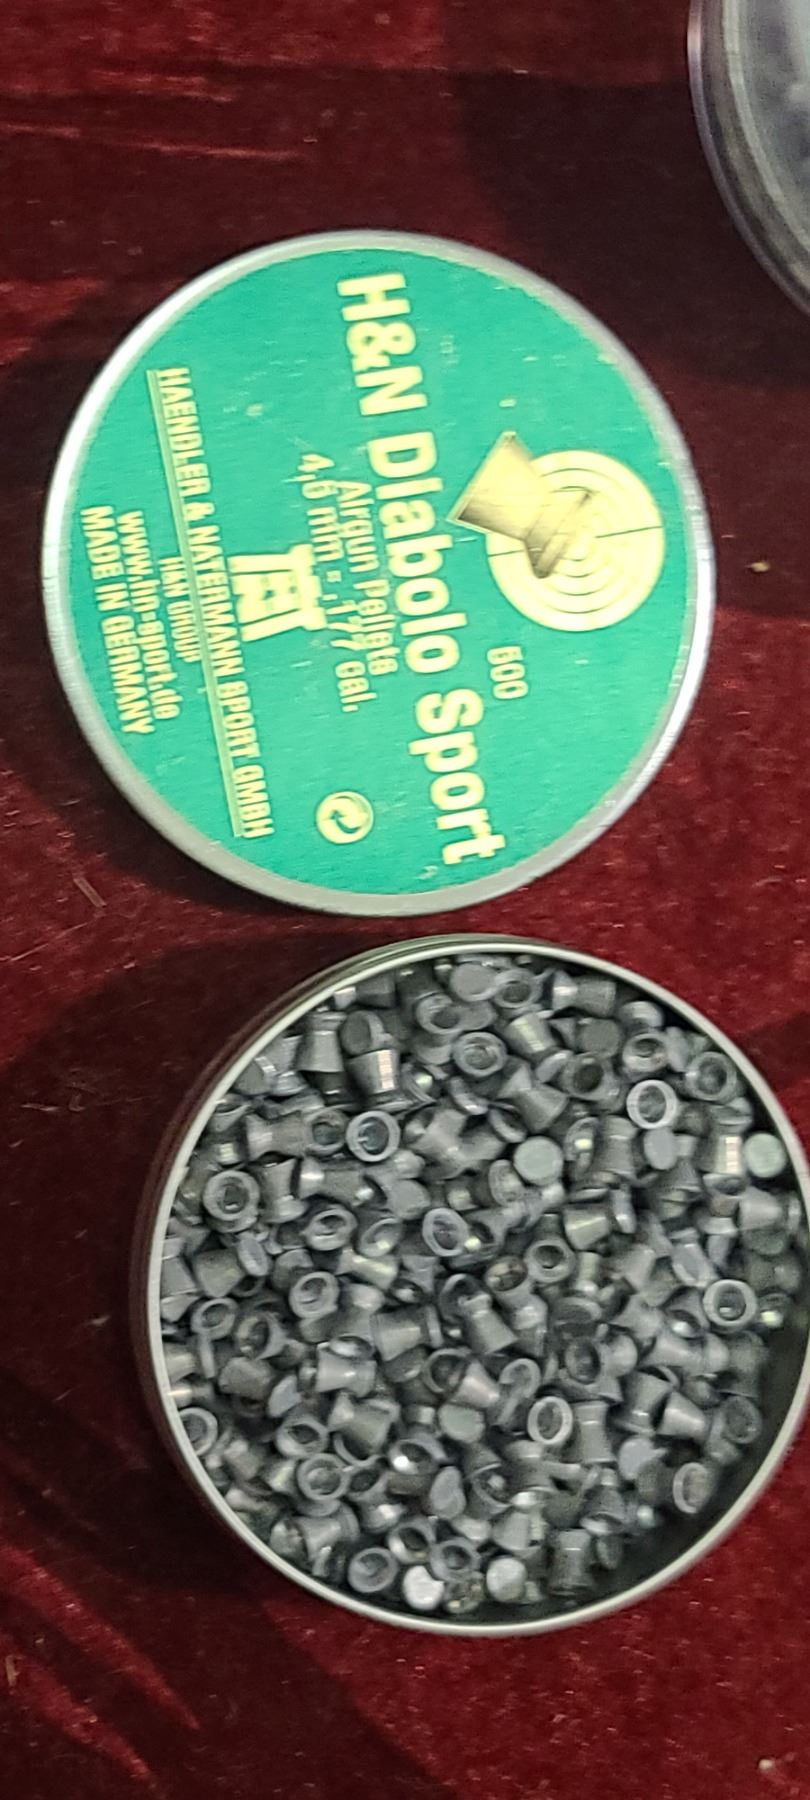 500
H&N Diabolo Sport
Airgun Pellets
4,5 mm = .177 cal.
HAENDLER & NATERMANN SPORT GMBH
H&N GROUP
www.hn-sport.de
MADE IN GERMANY